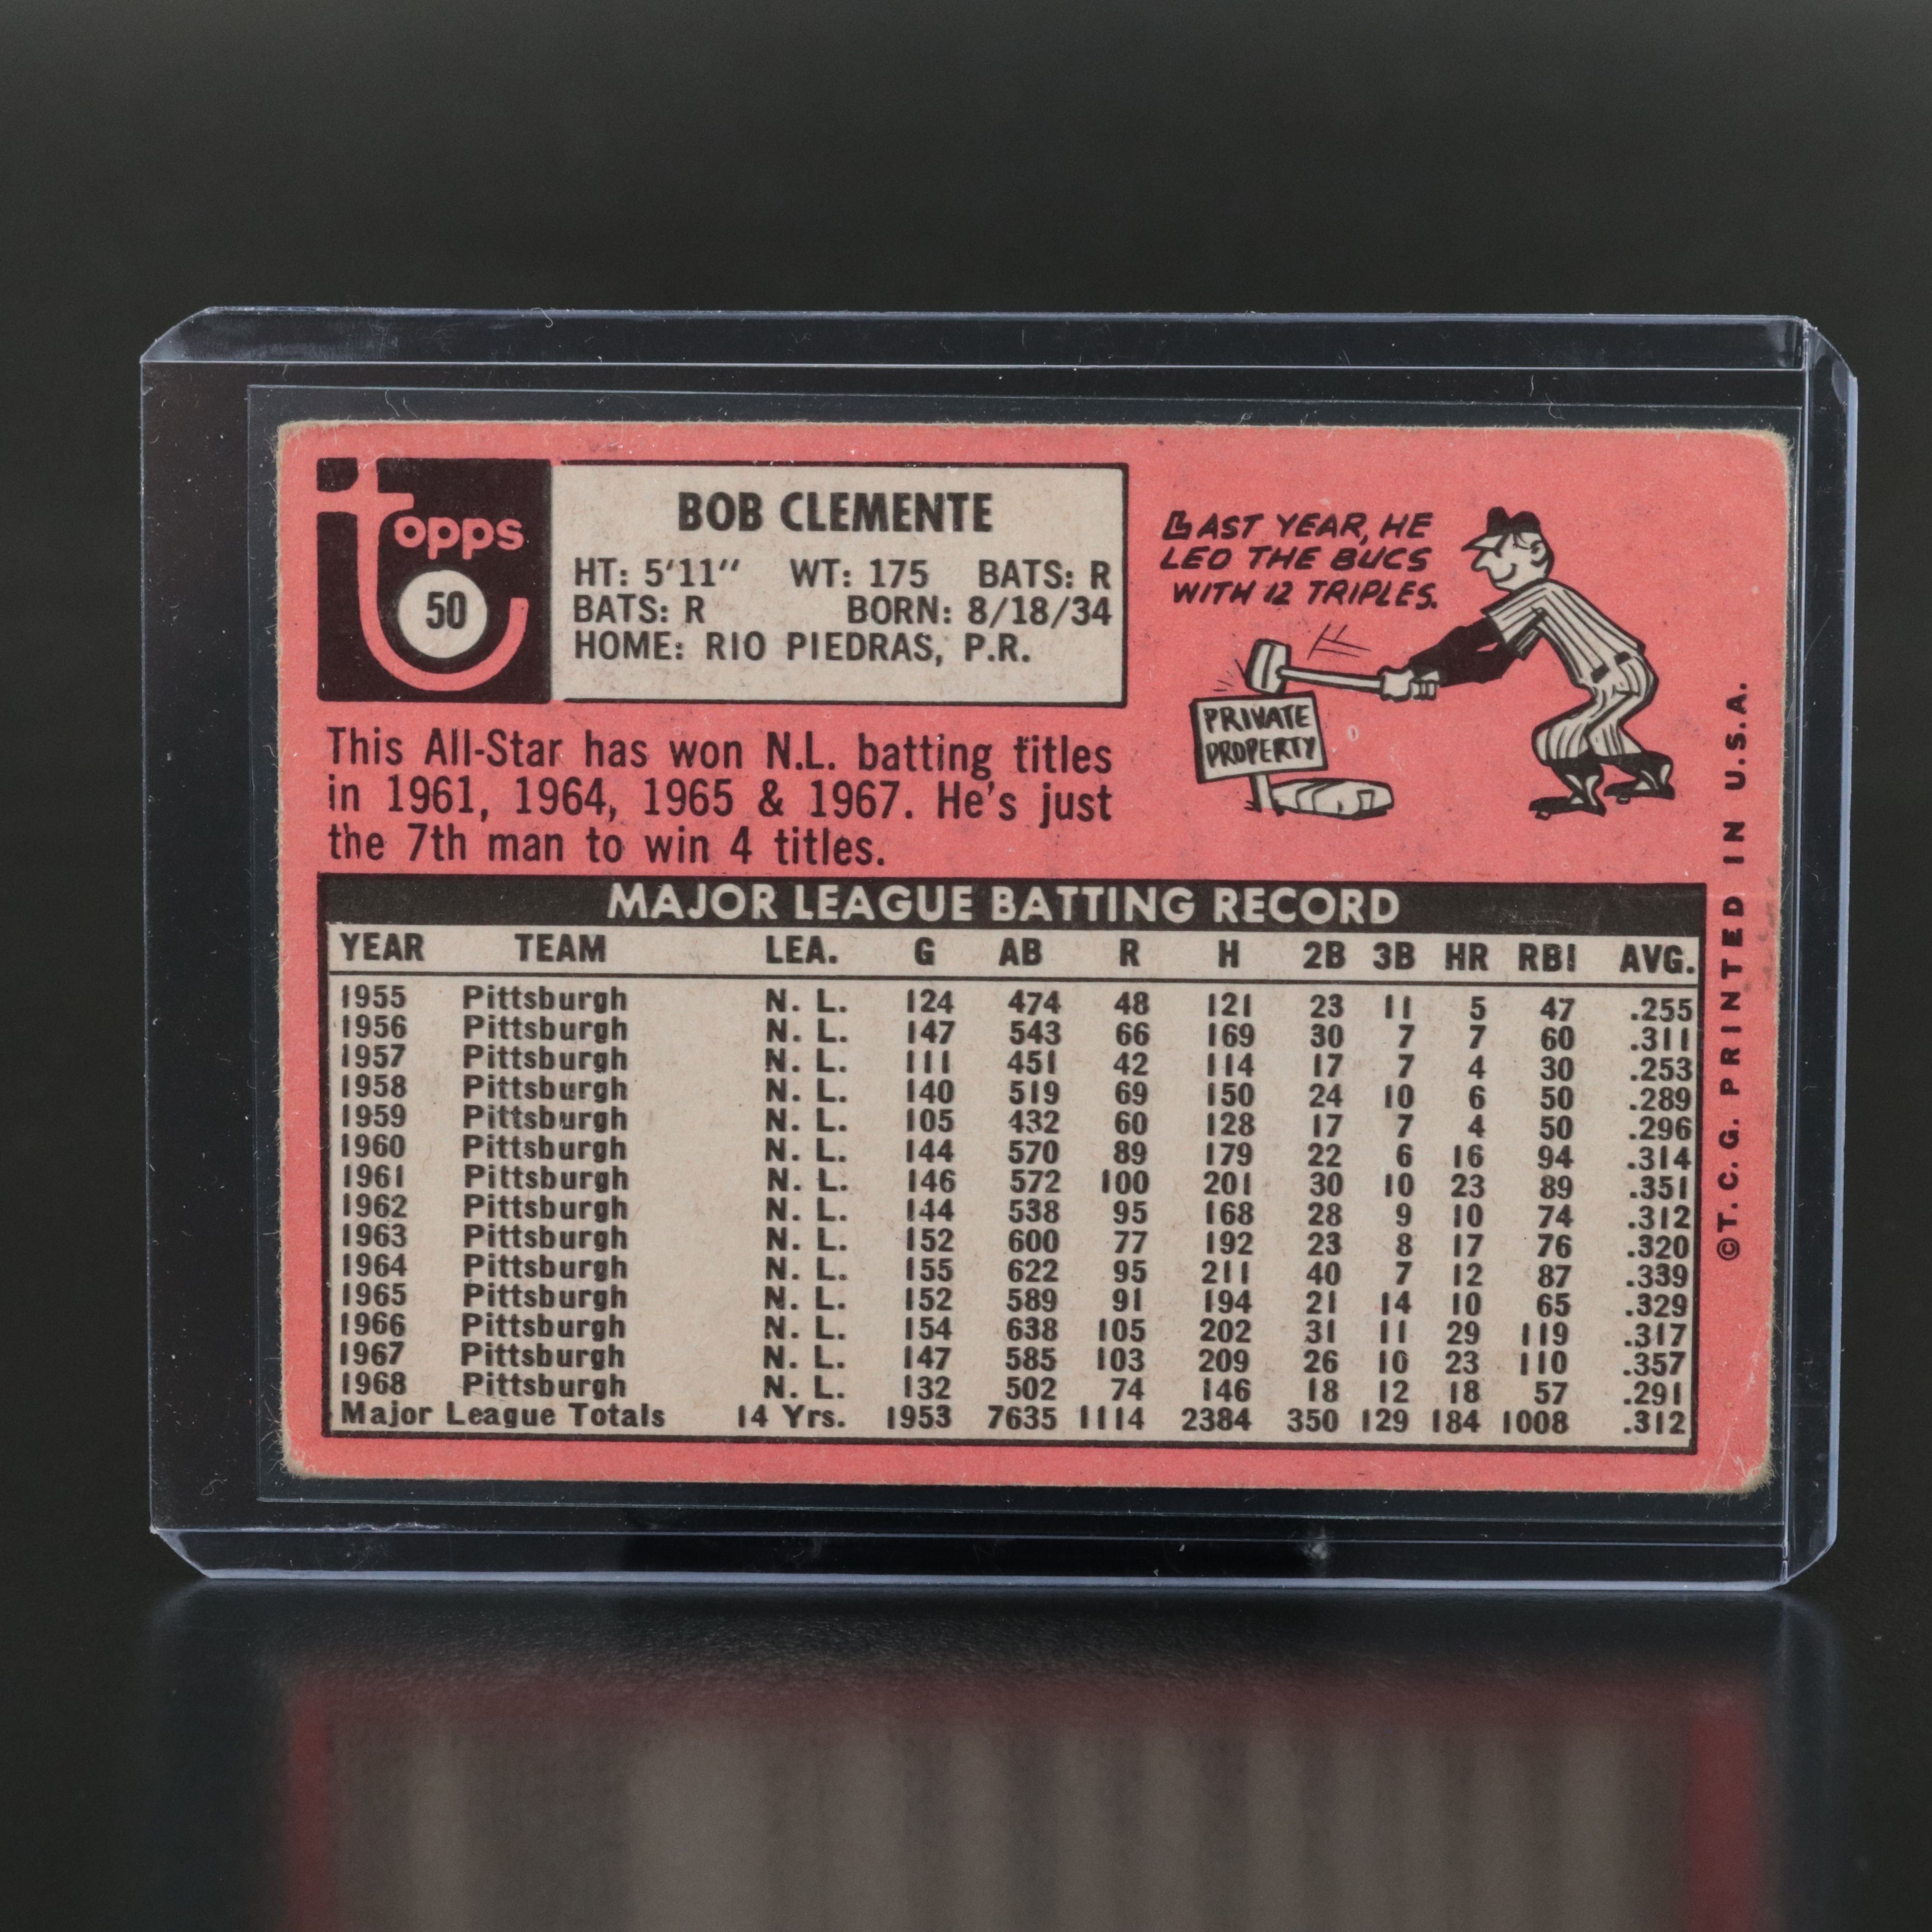 Topps
50
BOB CLEMENTE
HT: 5'11" WT: 175 BATS: R
BATS: R BORN: 8/18/34
HOME: RIO PIEDRAS, P.R.
LAST YEAR, HE
LED THE BUCS
WITH 12 TRIPLES.
PRIVATE
PROPERTY
This All-Star has won N.L. batting titles
in 1961, 1964, 1965 & 1967. He's just
the 7th man to win 4 titles.
MAJOR LEAGUE BATTING RECORD
YEAR TEAM LEA. G AB R H 2B 3B HR RBI AVG.
1955 Pittsburgh N. L. 124 474 48 121 23 11 5 47 .255
1956 Pittsburgh N. L. 147 543 66 169 30 7 7 60 .311
1957 Pittsburgh N. L. 111 451 42 114 17 7 4 30 .253
1958 Pittsburgh N. L. 140 519 69 150 24 10 6 50 .289
1959 Pittsburgh N. L. 105 432 60 128 17 7 4 50 .296
1960 Pittsburgh N. L. 144 570 89 179 22 6 16 94 .314
1961 Pittsburgh N. L. 146 572 100 201 30 10 23 89 .351
1962 Pittsburgh N. L. 144 538 95 168 28 9 10 74 .312
1963 Pittsburgh N. L. 152 600 77 192 23 8 17 76 .320
1964 Pittsburgh N. L. 155 622 95 211 40 7 12 87 .339
1965 Pittsburgh N. L. 152 589 91 194 21 14 10 65 .329
1966 Pittsburgh N. L. 154 638 105 202 31 11 29 119 .317
1967 Pittsburgh N. L. 147 585 103 209 26 10 23 110 .357
1968 Pittsburgh N. L. 132 502 74 146 18 12 18 57 .291
Major League Totals 14 Yrs. 1953 7635 1114 2384 350 129 184 1008 .312
©T. C. G. PRINTED IN U.S.A.